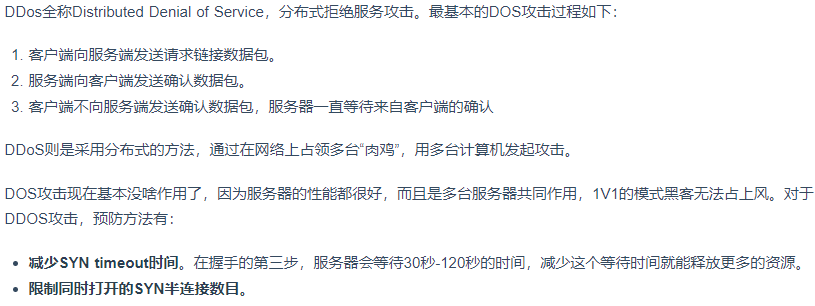 DDos全称Distributed Denial of Service，分布式拒绝服务攻击。最基本的DOS攻击过程如下：
1. 客户端向服务端发送请求链接数据包。
2. 服务端向客户端发送确认数据包。
3. 客户端不向服务端发送确认数据包，服务器一直等待来自客户端的确认
DDoS则是采用分布式的方法，通过在网络上占领多台“肉鸡”，用多台计算机发起攻击。
DOS攻击现在基本没啥作用了，因为服务器的性能都很好，而且是多台服务器共同作用，1V1的模式黑客无法占上风。对于
DDOS攻击，预防方法有：
• 减少SYN timeout时间。在握手的第三步，服务器会等待30秒-120秒的时间，减少这个等待时间就能释放更多的资源。
• 限制同时打开的SYN半连接数目。